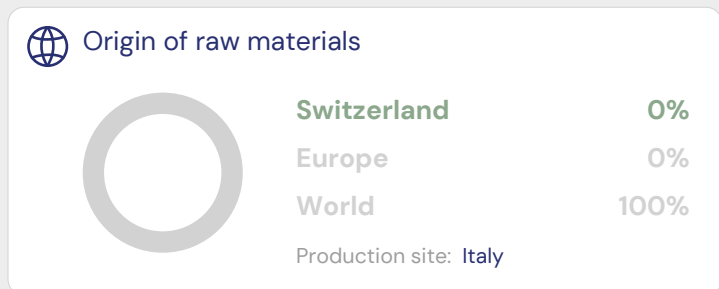 Origin of raw materials
Switzerland 0%
Europe 0%
World 100%
Production site: Italy